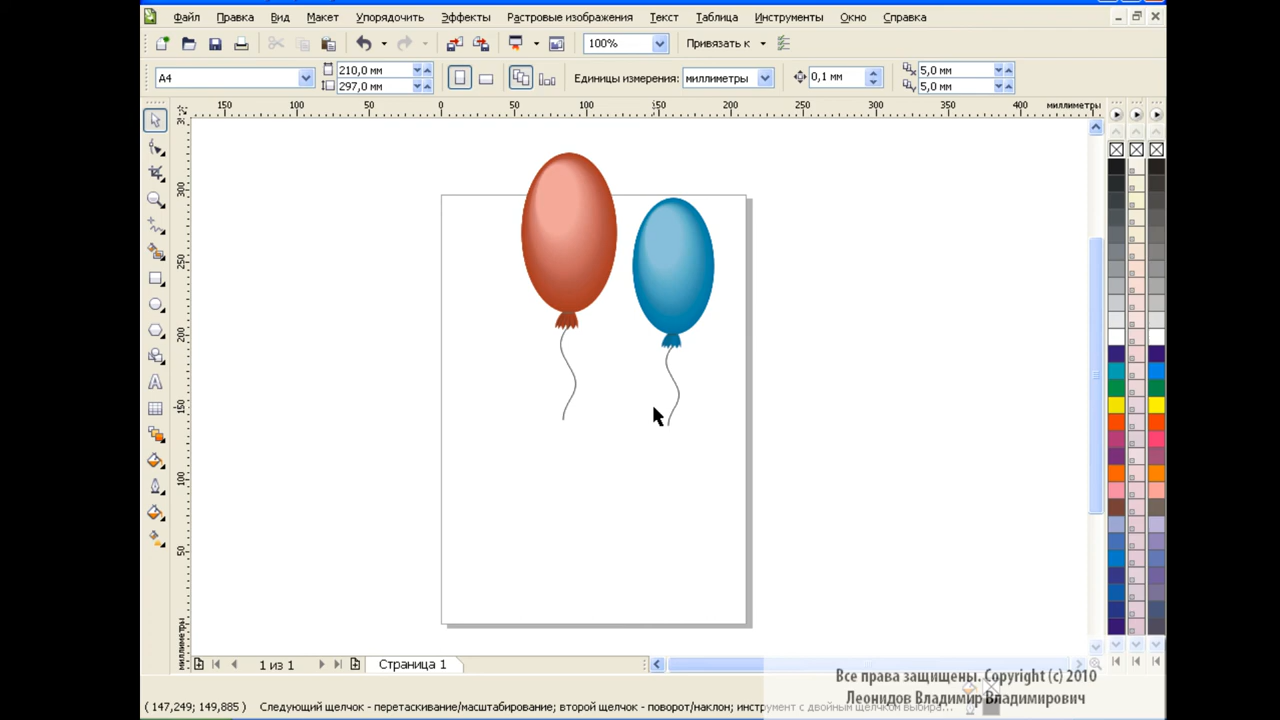 Файл Правка Вид Макет Упорядочить Эффекты Растровые изображения Текст Таблица Инструменты Окно Справка
100% Привязать к
A4 210,0 мм 297,0 мм Единицы измерения: миллиметры 0,1 мм 5,0 мм 5,0 мм
150 100 50 0 50 100 150 200 250 300 350 400 миллиметры
300
250
200
150
100
50
миллиметры
1 из 1 Страница 1
Все права защищены. Copyright (c) 2010
Леонидов Владимир Владимирович
( 147,249; 149,885 ) Следующий щелчок - перетаскивание/масштабирование; второй щелчок - поворот/наклон; инструмент с двойным щелчком выбира...